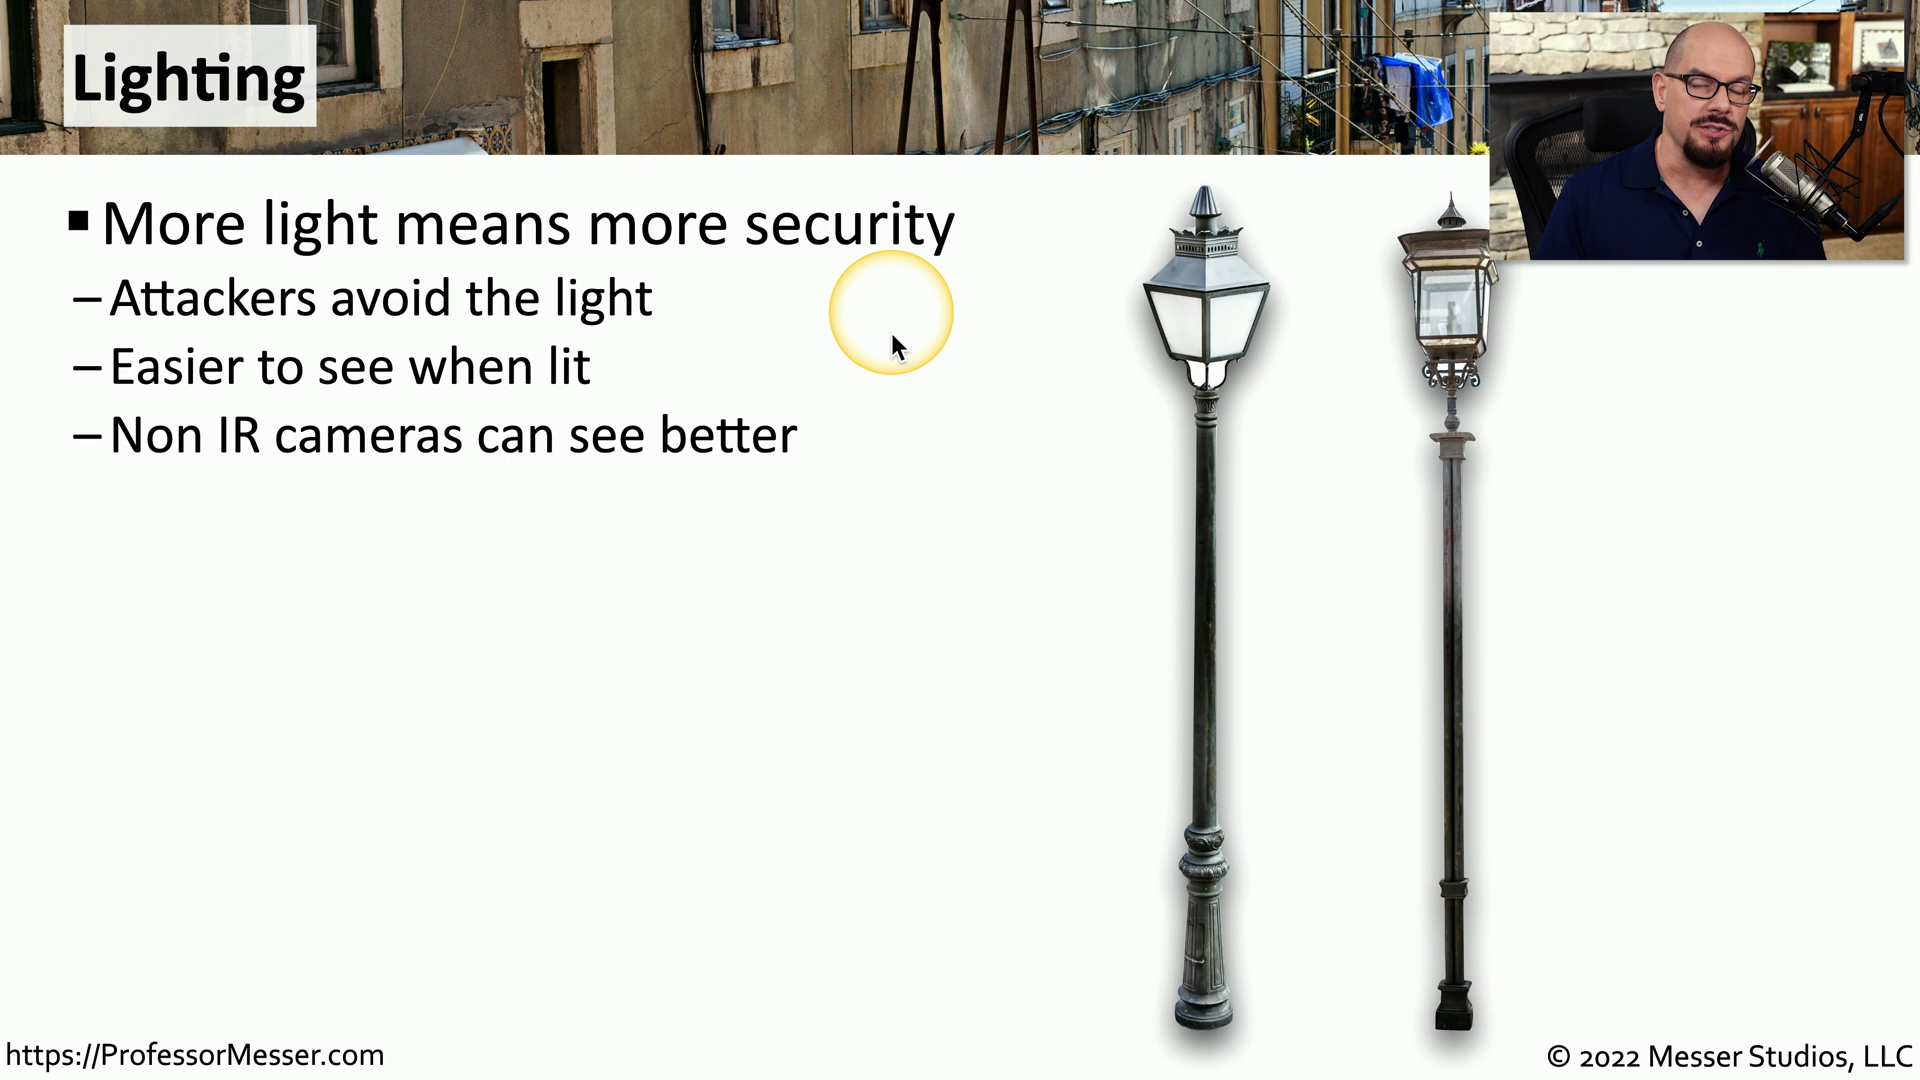 Lighting
▪ More light means more security
– Attackers avoid the light
– Easier to see when lit
– Non IR cameras can see better
https://ProfessorMesser.com
© 2022 Messer Studios, LLC